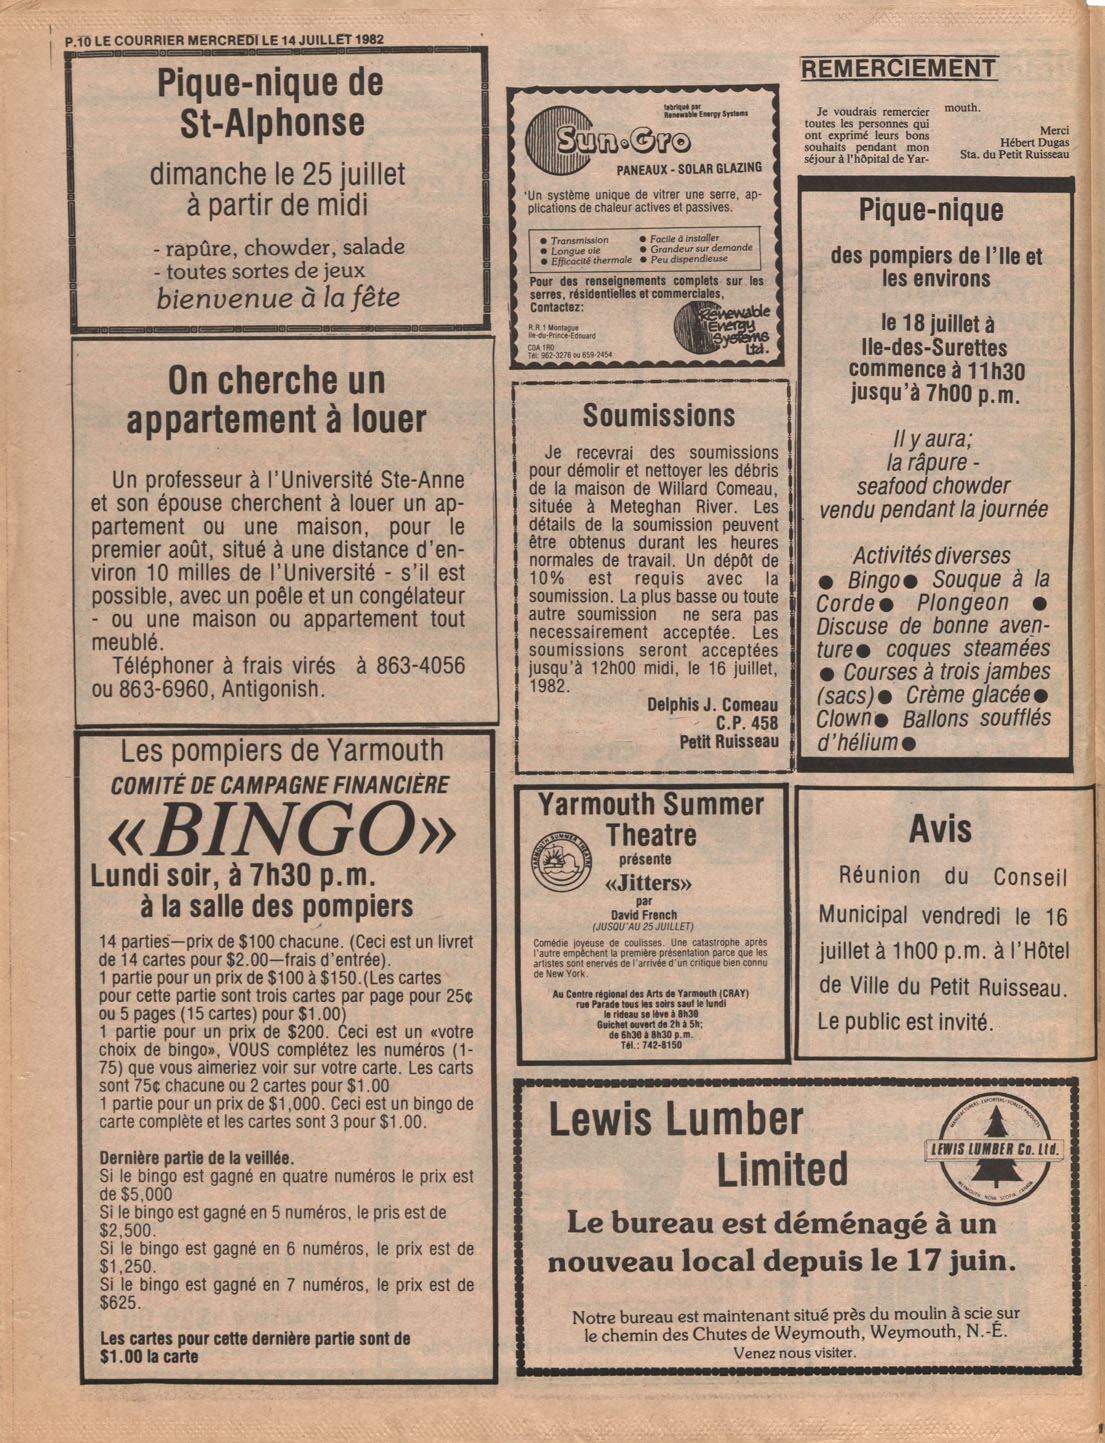 P.10 LE COURRIER MERCREDI LE 14 JUILLET 1982
Pique-nique de
St-Alphonse
dimanche le 25 juillet
à partir de midi
- rapûre, chowder, salade
- toutes sortes de jeux
bienvenue à la fête
On cherche un
appartement à louer
Un professeur à l'Université Ste-Anne
et son épouse cherchent à louer un ap-
partement ou une maison, pour le
premier août, situé à une distance d'en-
viron 10 milles de l'Université - s'il est
possible, avec un poêle et un congélateur
- ou une maison ou appartement tout
meublé.
Téléphoner à frais virés à 863-4056
ou 863-6960, Antigonish.
Les pompiers de Yarmouth
COMITÉ DE CAMPAGNE FINANCIÈRE
«BINGO»
Lundi soir, à 7h30 p.m.
à la salle des pompiers
14 parties—prix de $100 chacune. (Ceci est un livret
de 14 cartes pour $2.00—frais d'entrée).
1 partie pour un prix de $100 à $150.(Les cartes
pour cette partie sont trois cartes par page pour 25¢
ou 5 pages (15 cartes) pour $1.00)
1 partie pour un prix de $200. Ceci est un «votre
choix de bingo», VOUS complétez les numéros (1-
75) que vous aimeriez voir sur votre carte. Les carts
sont 75¢ chacune ou 2 cartes pour $1.00
1 partie pour un prix de $1,000. Ceci est un bingo de
carte complète et les cartes sont 3 pour $1.00.
Dernière partie de la veillée.
Si le bingo est gagné en quatre numéros le prix est
de $5,000
Si le bingo est gagné en 5 numéros, le pris est de
$2,500.
Si le bingo est gagné en 6 numéros, le prix est de
$1,250.
Si le bingo est gagné en 7 numéros, le prix est de
$625.
Les cartes pour cette dernière partie sont de
$1.00 la carte
fabriqué par
Renewable Energy Systems
Sun·Gro
PANEAUX - SOLAR GLAZING
'Un système unique de vitrer une serre, ap-
plications de chaleur actives et passives.
● Transmission ● Facile à installer
● Longue vie ● Grandeur sur demande
● Efficacité thermale ● Peu dispendieuse
Pour des renseignements complets sur les
serres, résidentielles et commerciales,
Contactez:
R.R.1 Montague
Ile-du-Prince-Edouard
C0A 1R0
Tél: 962-3276 ou 659-2454
Renewable
Energy
Systems
Ltd.
Soumissions
Je recevrai des soumissions
pour démolir et nettoyer les débris
de la maison de Willard Comeau,
située à Meteghan River. Les
détails de la soumission peuvent
être obtenus durant les heures
normales de travail. Un dépôt de
10% est requis avec la
soumission. La plus basse ou toute
autre soumission ne sera pas
necessairement acceptée. Les
soumissions seront acceptées
jusqu'à 12h00 midi, le 16 juillet,
1982.
Delphis J. Comeau
C.P. 458
Petit Ruisseau
REMERCIEMENT
Je voudrais remercier
toutes les personnes qui
ont exprimé leurs bons
souhaits pendant mon
séjour à l'hôpital de Yar-
mouth.
Merci
Hébert Dugas
Sta. du Petit Ruisseau
Pique-nique
des pompiers de l'Ile et
les environs
le 18 juillet à
Ile-des-Surettes
commence à 11h30
jusqu'à 7h00 p.m.
Il y aura;
la râpure -
seafood chowder
vendu pendant la journée
Activités diverses
● Bingo● Souque à la
Corde● Plongeon ●
Discuse de bonne aven-
ture● coques steamées
● Courses à trois jambes
(sacs)● Crème glacée●
Clown● Ballons soufflés
d'hélium●
Yarmouth Summer
Theatre
YARMOUTH SUMMER THEATRE
présente
«Jitters»
par
David French
(JUSQU'AU 25 JUILLET)
Comédie joyeuse de coulisses. Une catastrophe après
l'autre empêchent la première présentation parce que les
artistes sont enervés de l'arrivée d'un critique bien connu
de New York.
Au Centre régional des Arts de Yarmouth (CRAY)
rue Parade tous les soirs sauf le lundi
le rideau se lève à 8h30
Guichet ouvert de 2h à 5h;
de 6h30 à 8h30 p.m.
Tél.: 742-8150
Avis
Réunion du Conseil
Municipal vendredi le 16
juillet à 1h00 p.m. à l'Hôtel
de Ville du Petit Ruisseau.
Le public est invité.
Lewis Lumber
Limited
MANUFACTURERS, EXPORTERS FOREST PRODUCTS
LEWIS LUMBER Co. Ltd.
WEYMOUTH, NOVA SCOTIA, CANADA
Le bureau est déménagé à un
nouveau local depuis le 17 juin.
Notre bureau est maintenant situé près du moulin à scie sur
le chemin des Chutes de Weymouth, Weymouth, N.-É.
Venez nous visiter.